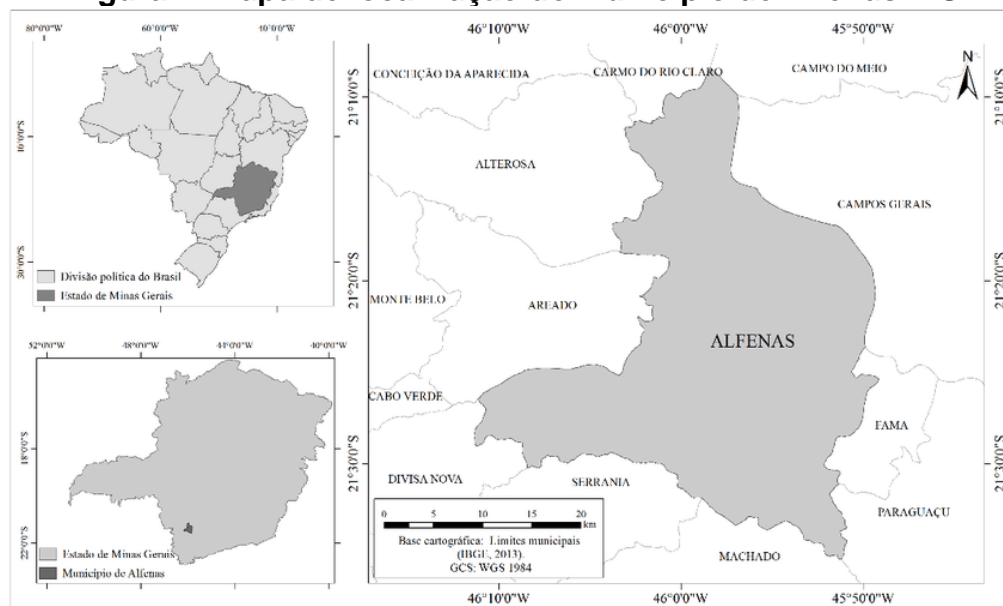 80°0'0"W
60°0'0"W
40°0'0"W
30°0'0"S
Divisão política do Brasil
Estado de Minas Gerais
52°0'0"W
48°0'0"W
44°0'0"W
40°0'0"W
18°0'0"S
22°0'0"S
Estado de Minas Gerais
Município de Alfenas
46°10'0"W
46°0'0"W
45°50'0"W
N
CONCEIÇÃO DA APARECIDA
CARMO DO RIO CLARO
CAMPO DO MEIO
21°10'0"S
21°10'0"S
ALTEROSA
CAMPOS GERAIS
21°20'0"S
21°20'0"S
MONTE BELO
AREADO
ALFENAS
CABO VERDE
FAMA
21°30'0"S
21°30'0"S
DIVISA NOVA
SERRANIA
PARAGUAÇU
MACHADO
0 5 10 15 20
km
Base cartográfica: Limites municipais
(IBGE, 2013).
GCS: WGS 1984
46°10'0"W
46°0'0"W
45°50'0"W